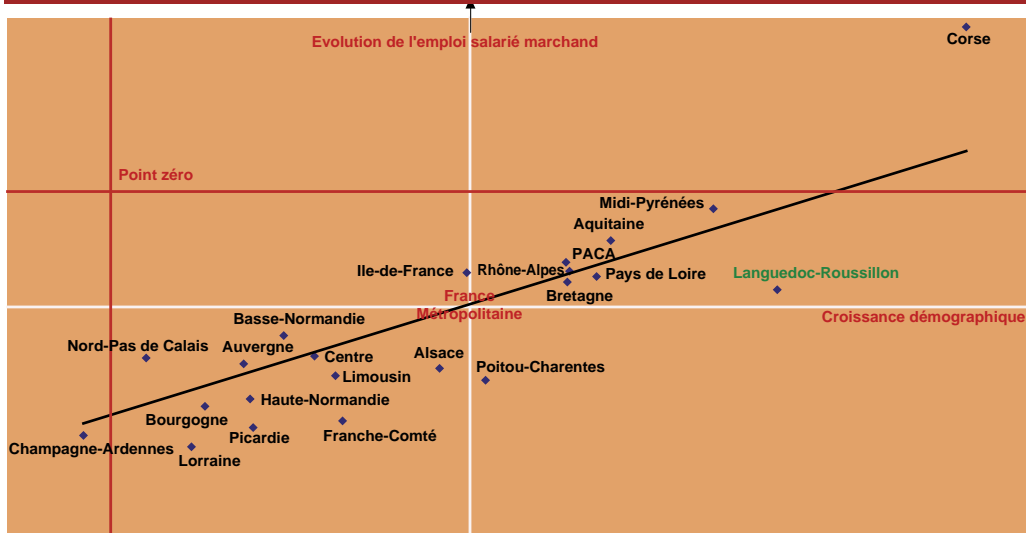 Evolution de l'emploi salarié marchand
Corse
Point zéro
Midi-Pyrénées
Aquitaine
PACA
Ile-de-France
Rhône-Alpes
Pays de Loire
Languedoc-Roussillon
Bretagne
France
Métropolitaine
Croissance démographique
Basse-Normandie
Nord-Pas de Calais
Auvergne
Centre
Alsace
Poitou-Charentes
Limousin
Haute-Normandie
Bourgogne
Picardie
Franche-Comté
Champagne-Ardennes
Lorraine